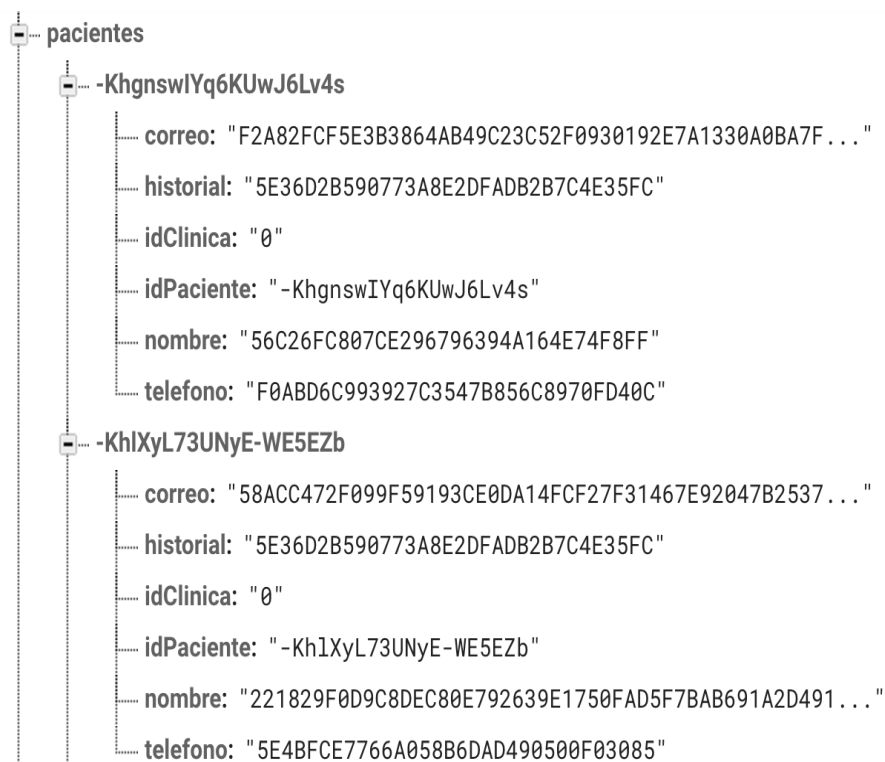 pacientes
-KhgnswIYq6KUwJ6Lv4s
correo: "F2A82FCF5E3B3864AB49C23C52F0930192E7A1330A0BA7F..."
historial: "5E36D2B590773A8E2DFADB2B7C4E35FC"
idClinica: "0"
idPaciente: "-KhgnswIYq6KUwJ6Lv4s"
nombre: "56C26FC807CE296796394A164E74F8FF"
telefono: "F0ABD6C993927C3547B856C8970FD40C"
-KhlXyL73UNyE-WE5EZb
correo: "58ACC472F099F59193CE0DA14FCF27F31467E92047B2537..."
historial: "5E36D2B590773A8E2DFADB2B7C4E35FC"
idClinica: "0"
idPaciente: "-KhlXyL73UNyE-WE5EZb"
nombre: "221829F0D9C8DEC80E792639E1750FAD5F7BAB691A2D491..."
telefono: "5E4BFCE7766A058B6DAD490500F03085"